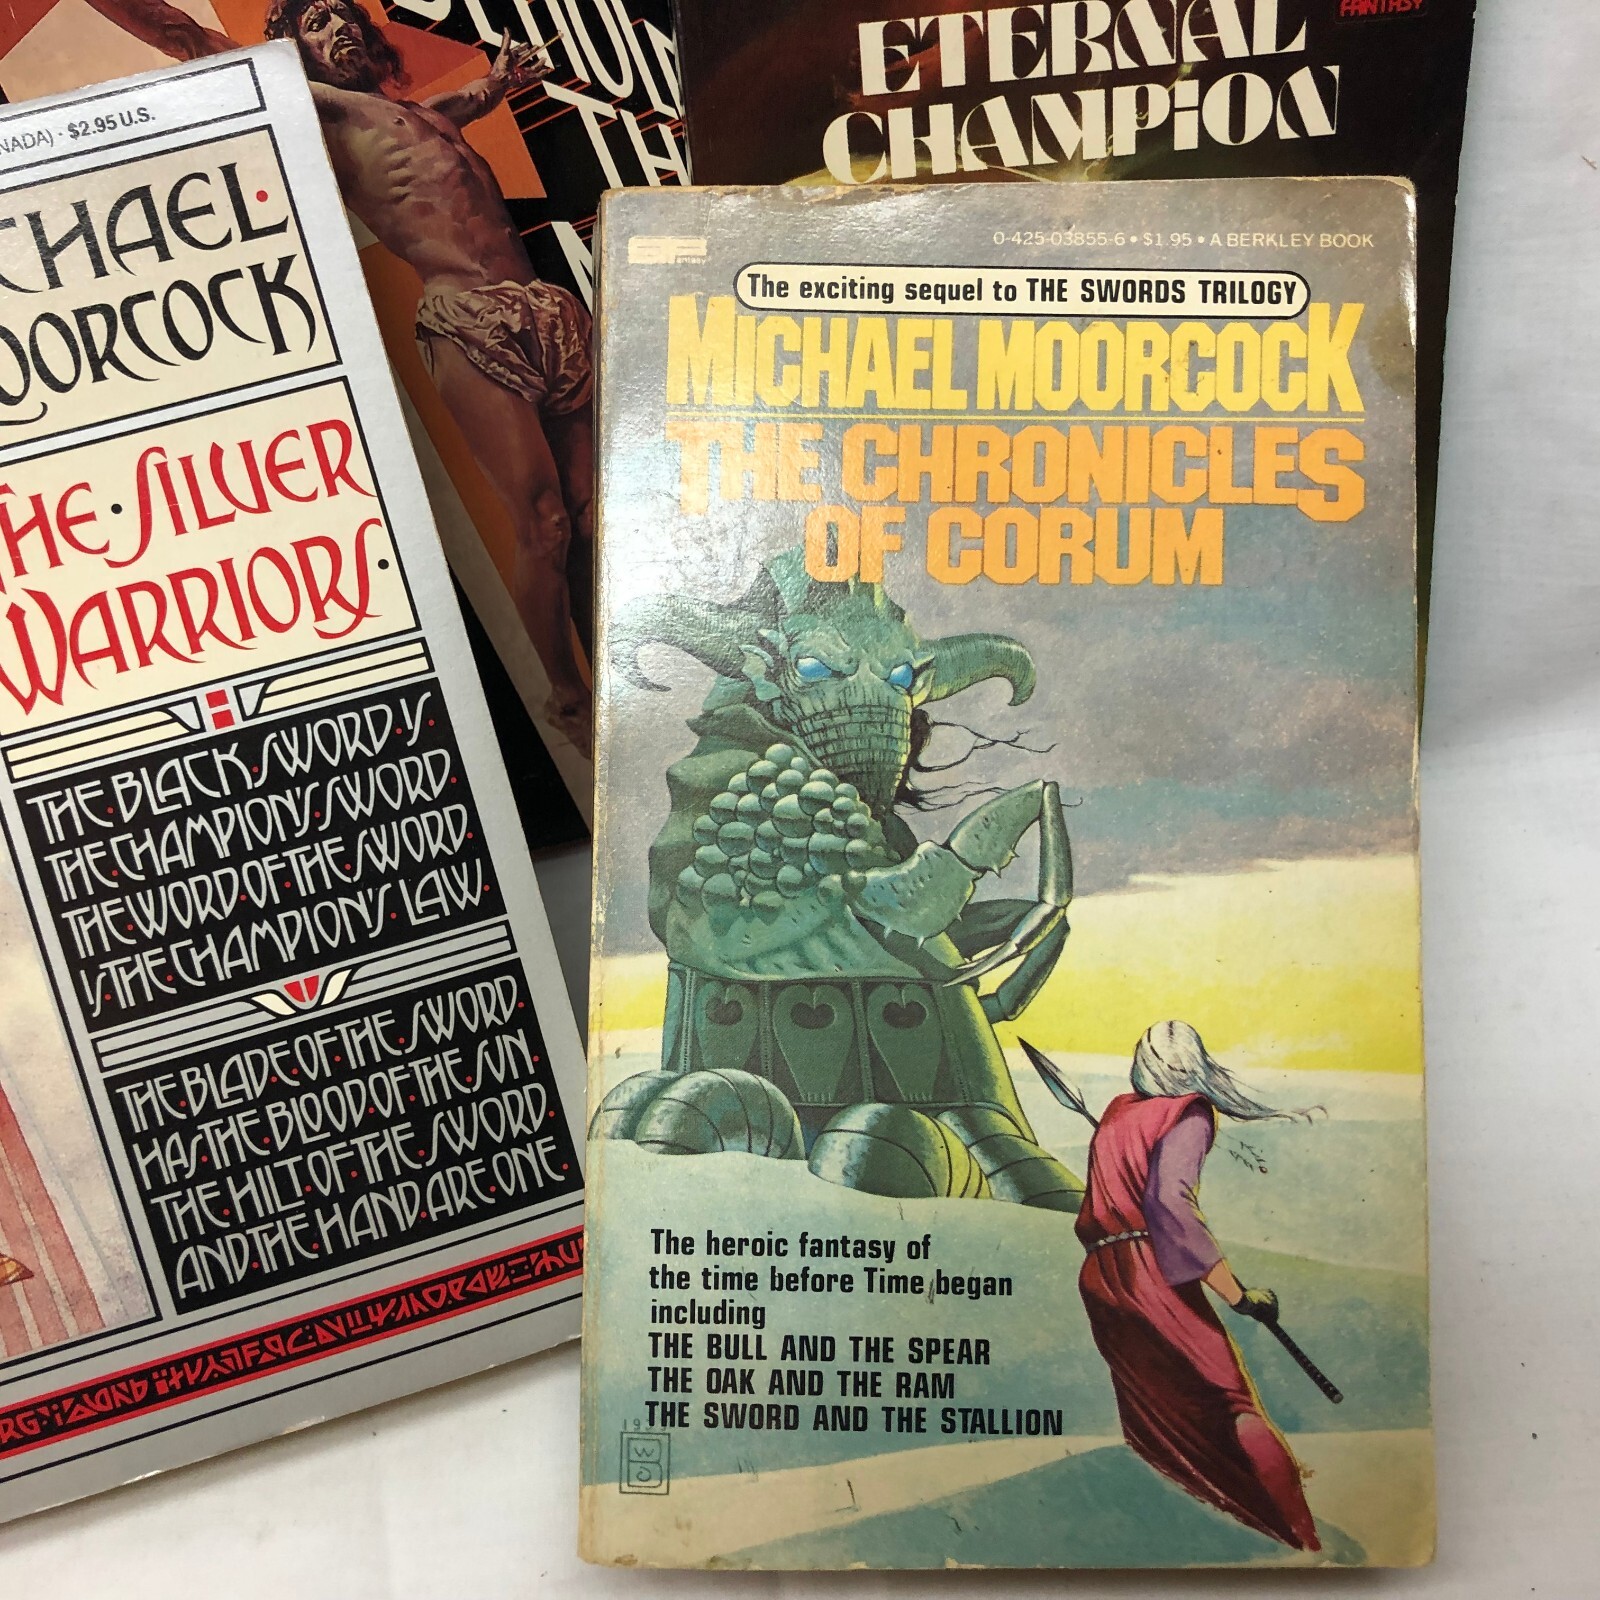 ETERNAL
CHAMPiON
FANTASY
THE
NADA) · $2.95 U.S.
CHAEL
OORCOCK
THE·SILVER
WARRIORS·
THE·BLACK·SWORD·IS
THE·CHAMPION'S·SWORD
THE·WORD·OF·THE·SWORD
IS·THE·CHAMPION'S·LAW
THE·BLADE·OF·THE·SWORD
HAS·THE·BLOOD·OF·THE·SUN
THE·HILT·OF·THE·SWORD
AND·THE·HAND·ARE·ONE
SF
0-425-03855-6 • $1.95 • A BERKLEY BOOK
The exciting sequel to THE SWORDS TRILOGY
MICHAEL MOORCOCK
THE CHRONICLES
OF CORUM
The heroic fantasy of
the time before Time began
including
THE BULL AND THE SPEAR
THE OAK AND THE RAM
THE SWORD AND THE STALLION